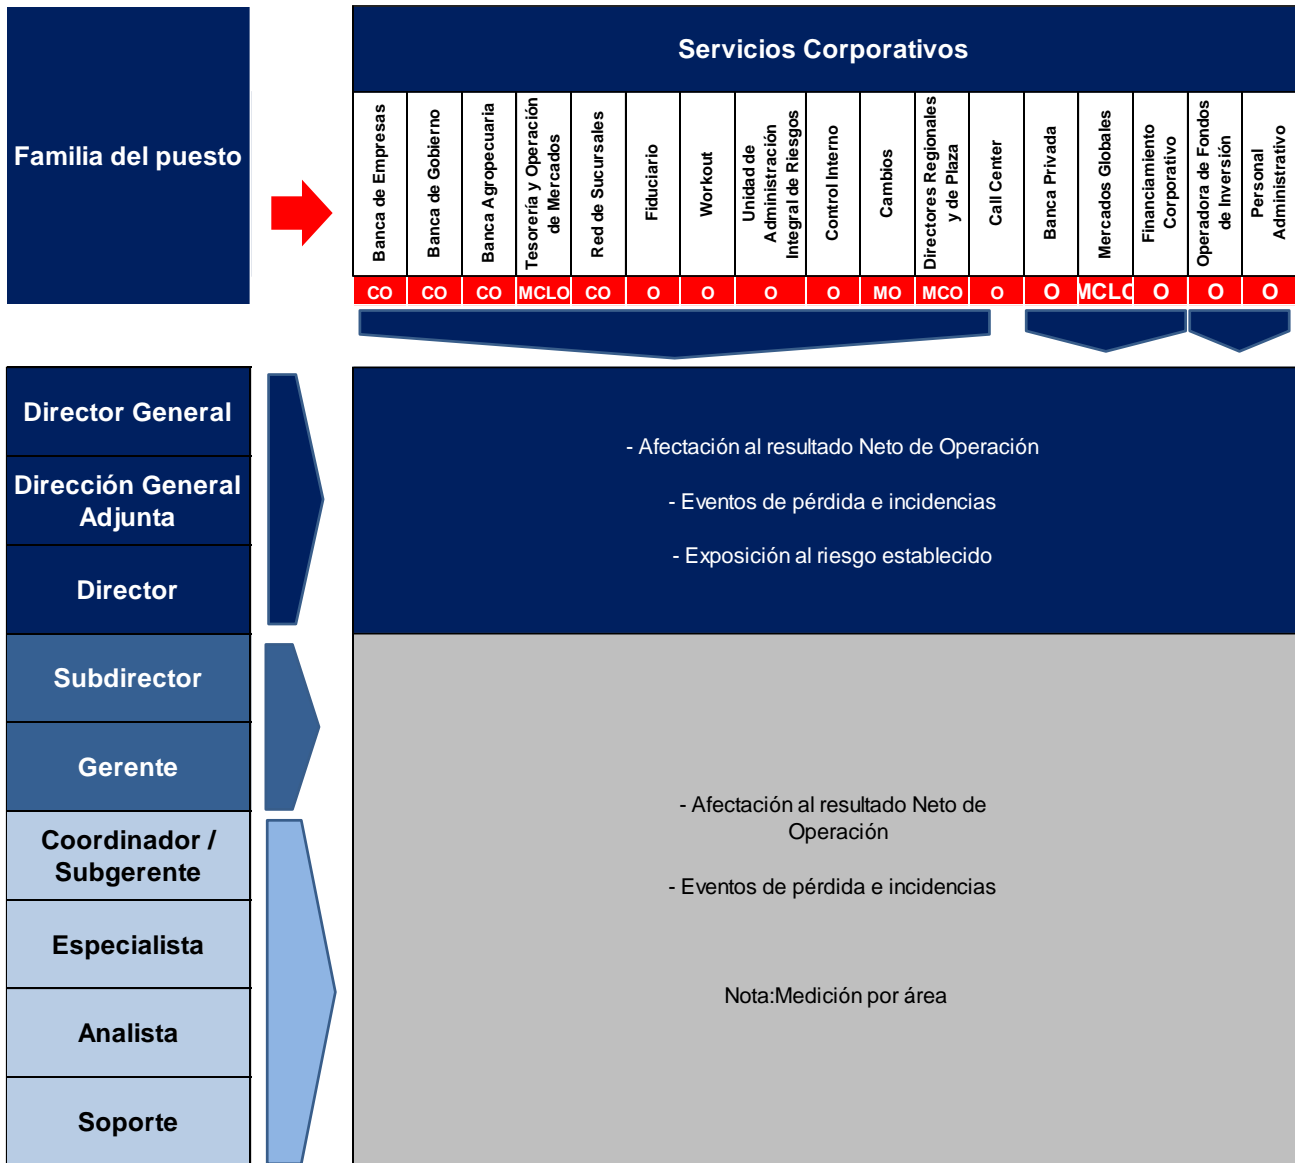 Servicios Corporativos
Familia del puesto
Banca de Empresas
Banca de Gobierno
Banca Agropecuaria
Tesorería y Operación
de Mercados
Red de Sucursales
Fiduciario
Workout
Unidad de
Administración
Integral de Riesgos
Control Interno
Cambios
Directores Regionales
y de Plaza
Call Center
Banca Privada
Mercados Globales
Financiamiento
Corporativo
Operadora de Fondos
de Inversión
Personal
Administrativo
CO CO CO MCLO CO O O O O MO MCO O O MCLO O O O
Director General
Dirección General
Adjunta
Director
- Afectación al resultado Neto de Operación
- Eventos de pérdida e incidencias
- Exposición al riesgo establecido
Subdirector
Gerente
Coordinador /
Subgerente
Especialista
Analista
Soporte
- Afectación al resultado Neto de
Operación
- Eventos de pérdida e incidencias
Nota:Medición por área